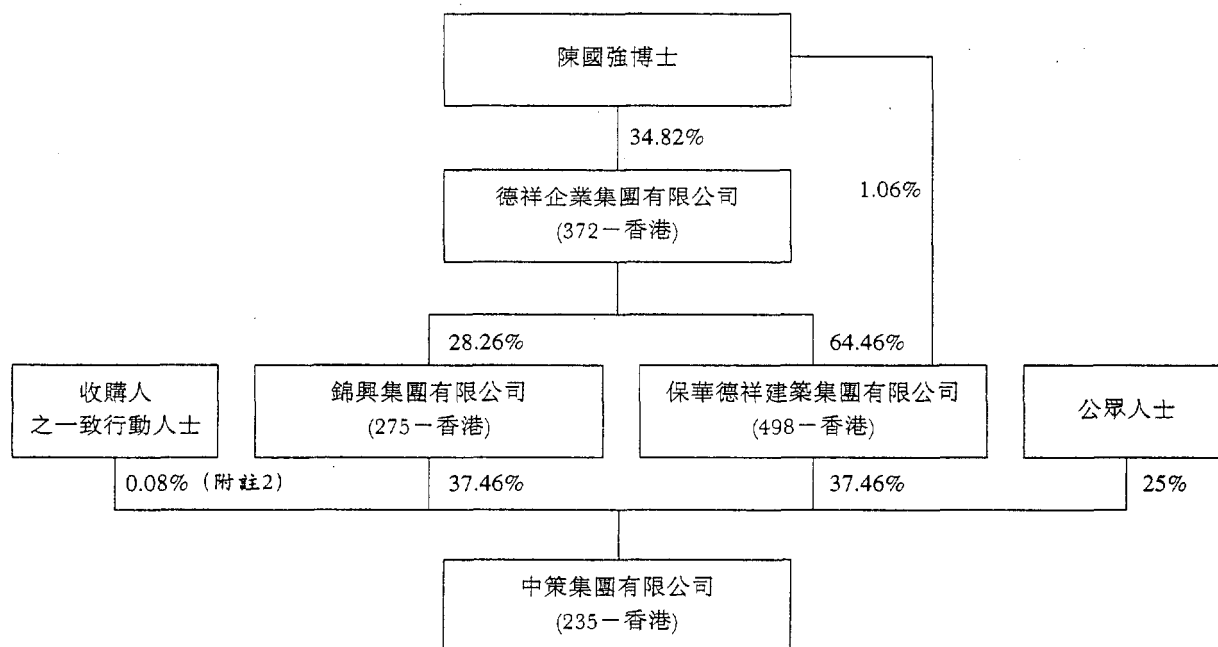 陳國強博士
34.82%
德祥企業集團有限公司
(372－香港)
1.06%
28.26%
64.46%
收購人
之一致行動人士
錦興集團有限公司
(275－香港)
保華德祥建築集團有限公司
(498－香港)
公眾人士
0.08% (附註2)
37.46%
37.46%
25%
中策集團有限公司
(235－香港)